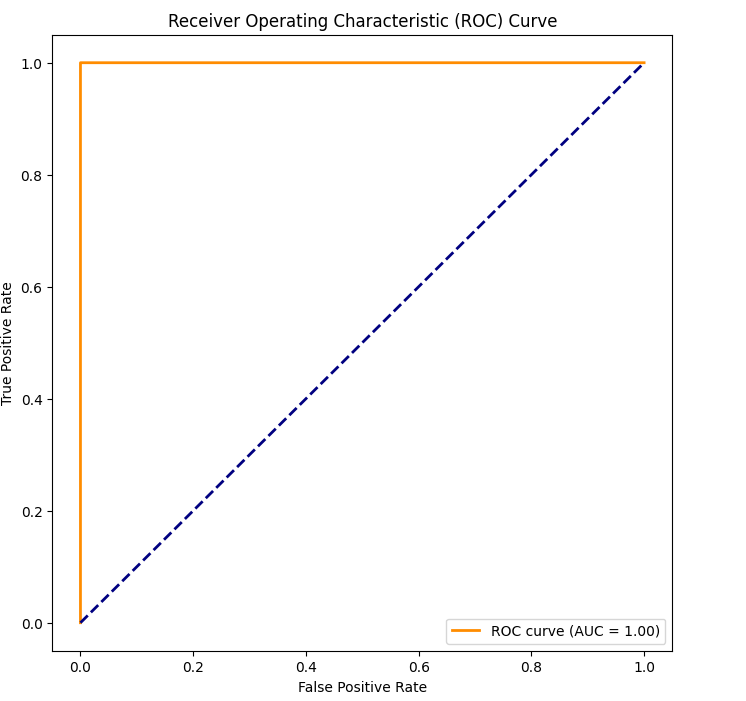 Receiver Operating Characteristic (ROC) Curve
True Positive Rate
1.0
0.8
0.6
0.4
0.2
0.0
ROC curve (AUC = 1.00)
0.0 0.2 0.4 0.6 0.8 1.0
False Positive Rate